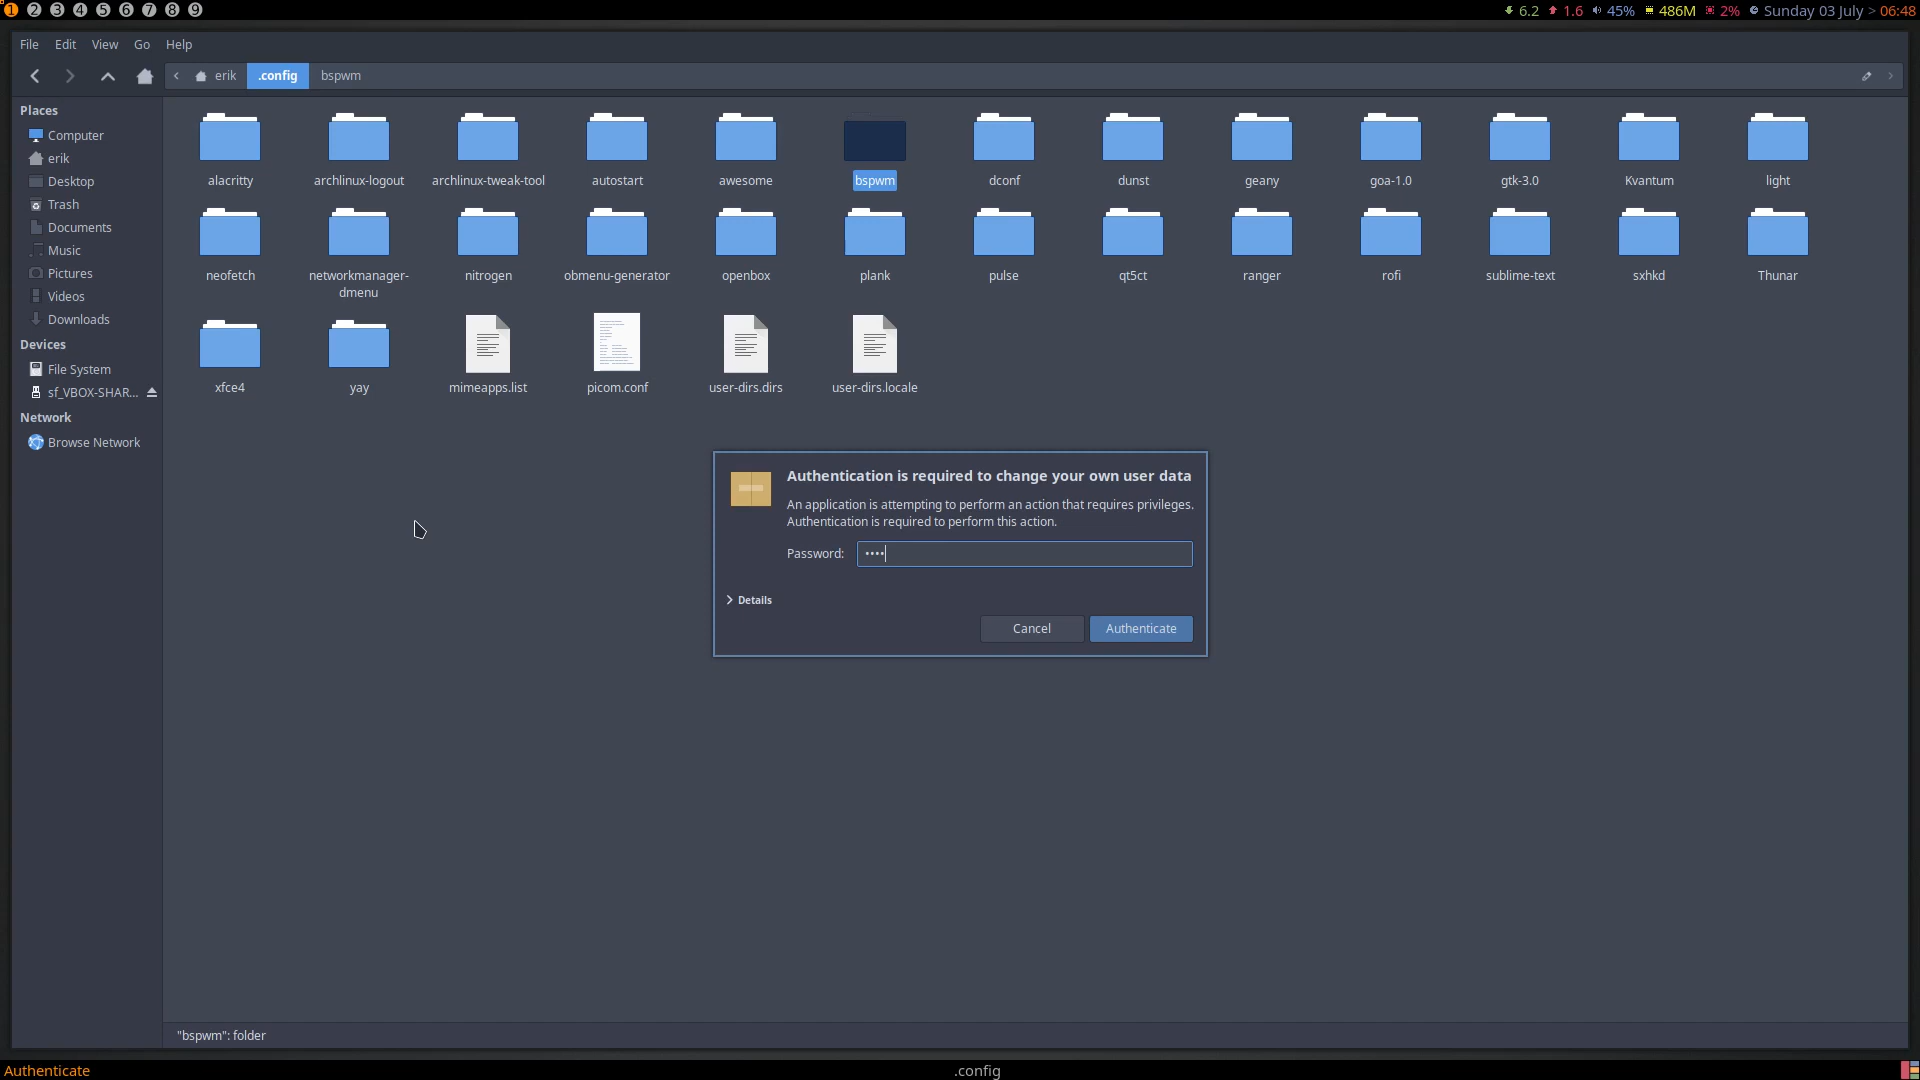 1 2 3 4 5 6 7 8 9
6.2 1.6 45% 486M 2% Sunday 03 July > 06:48
File Edit View Go Help
erik .config bspwm
Places
Computer
erik
Desktop
Trash
Documents
Music
Pictures
Videos
Downloads
Devices
File System
sf_VBOX-SHAR...
Network
Browse Network
alacritty archlinux-logout archlinux-tweak-tool autostart awesome bspwm dconf dunst geany goa-1.0 gtk-3.0 Kvantum light
neofetch networkmanager- nitrogen obmenu-generator openbox plank pulse qt5ct ranger rofi sublime-text sxhkd Thunar
dmenu
xfce4 yay mimeapps.list picom.conf user-dirs.dirs user-dirs.locale
Authentication is required to change your own user data
An application is attempting to perform an action that requires privileges.
Authentication is required to perform this action.
Password: ••••
Details
Cancel Authenticate
"bspwm": folder
Authenticate .config